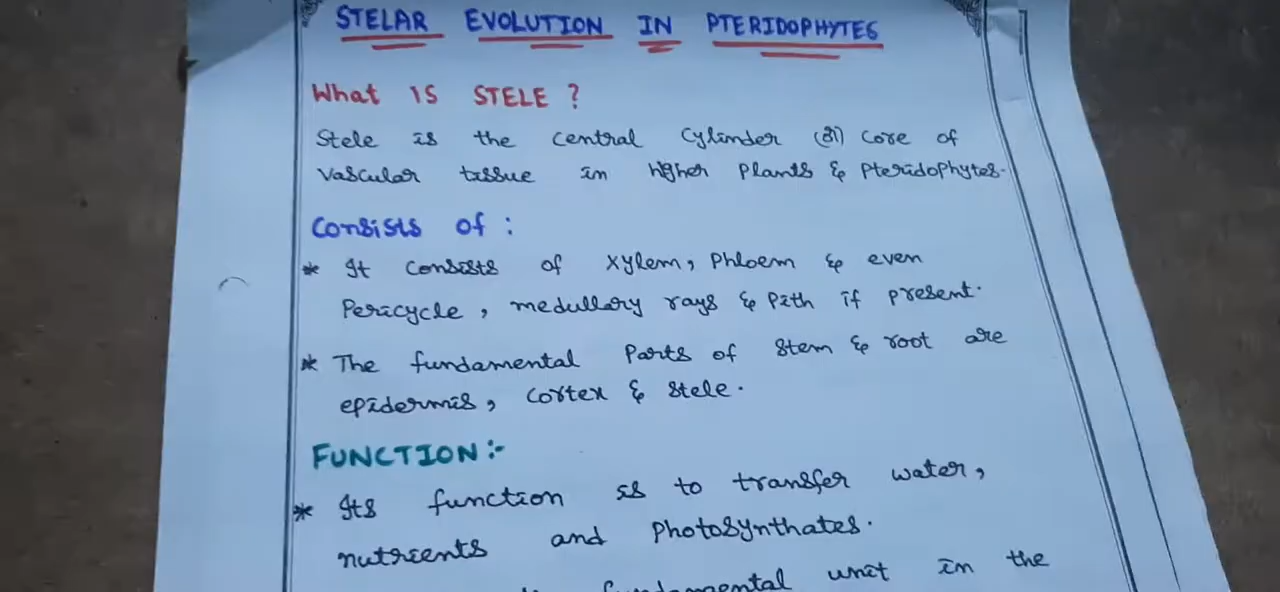 STELAR EVOLUTION IN PTERIDOPHYTES
What IS STELE ?
Stele is the central cylinder (or) core of
vascular tissue in higher plants & pteridophytes.
Consists of :
* It consists of xylem, phloem & even
Pericycle, medullory rays & pith if present.
* The fundamental parts of stem & root are
epidermis, cortex & stele.
FUNCTION :-
* Its function is to transfer water,
nutrients and photosynthates.
fundamental unit in the